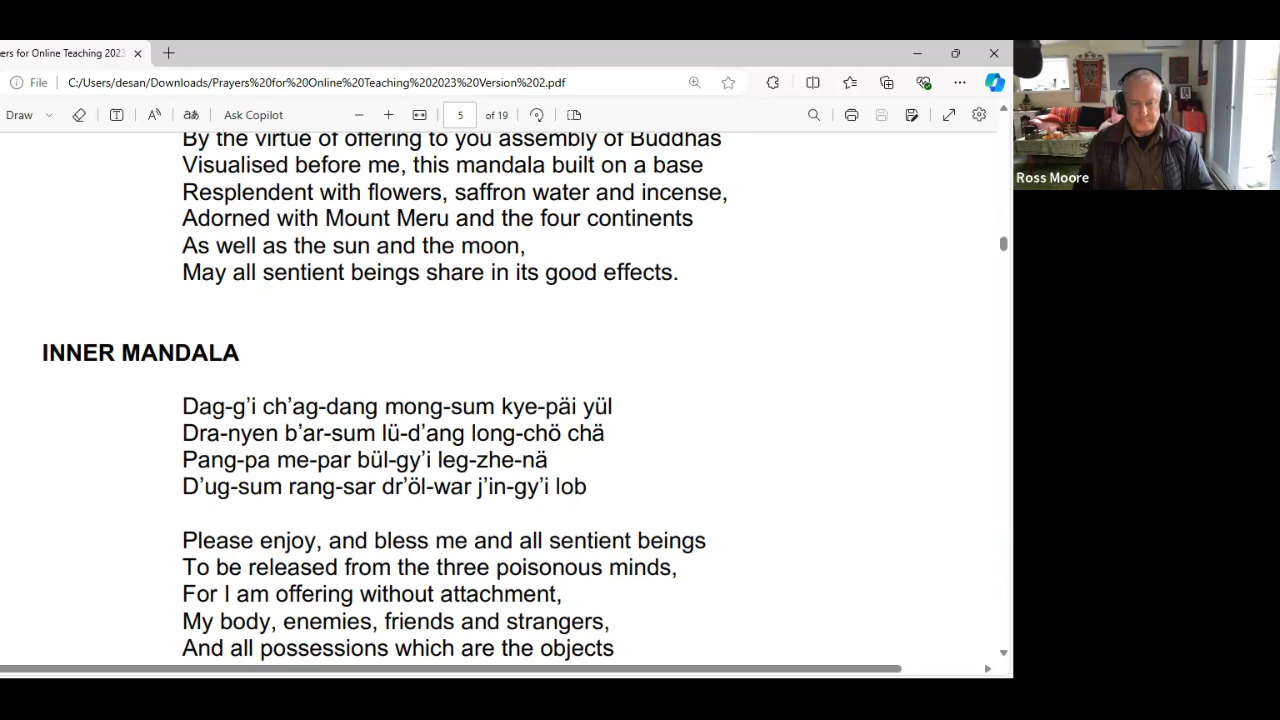 ers for Online Teaching 2023
File C:/Users/desan/Downloads/Prayers%20for%20Online%20Teaching%202023%20Version%202.pdf
Draw aあ Ask Copilot 5 of 19
By the virtue of offering to you assembly of Buddhas
Visualised before me, this mandala built on a base
Resplendent with flowers, saffron water and incense,
Adorned with Mount Meru and the four continents
As well as the sun and the moon,
May all sentient beings share in its good effects.
INNER MANDALA
Dag-g’i ch’ag-dang mong-sum kye-päi yül
Dra-nyen b’ar-sum lü-d’ang long-chö chä
Pang-pa me-par bül-gy’i leg-zhe-nä
D’ug-sum rang-sar dr’öl-war j’in-gy’i lob
Please enjoy, and bless me and all sentient beings
To be released from the three poisonous minds,
For I am offering without attachment,
My body, enemies, friends and strangers,
And all possessions which are the objects
Ross Moore